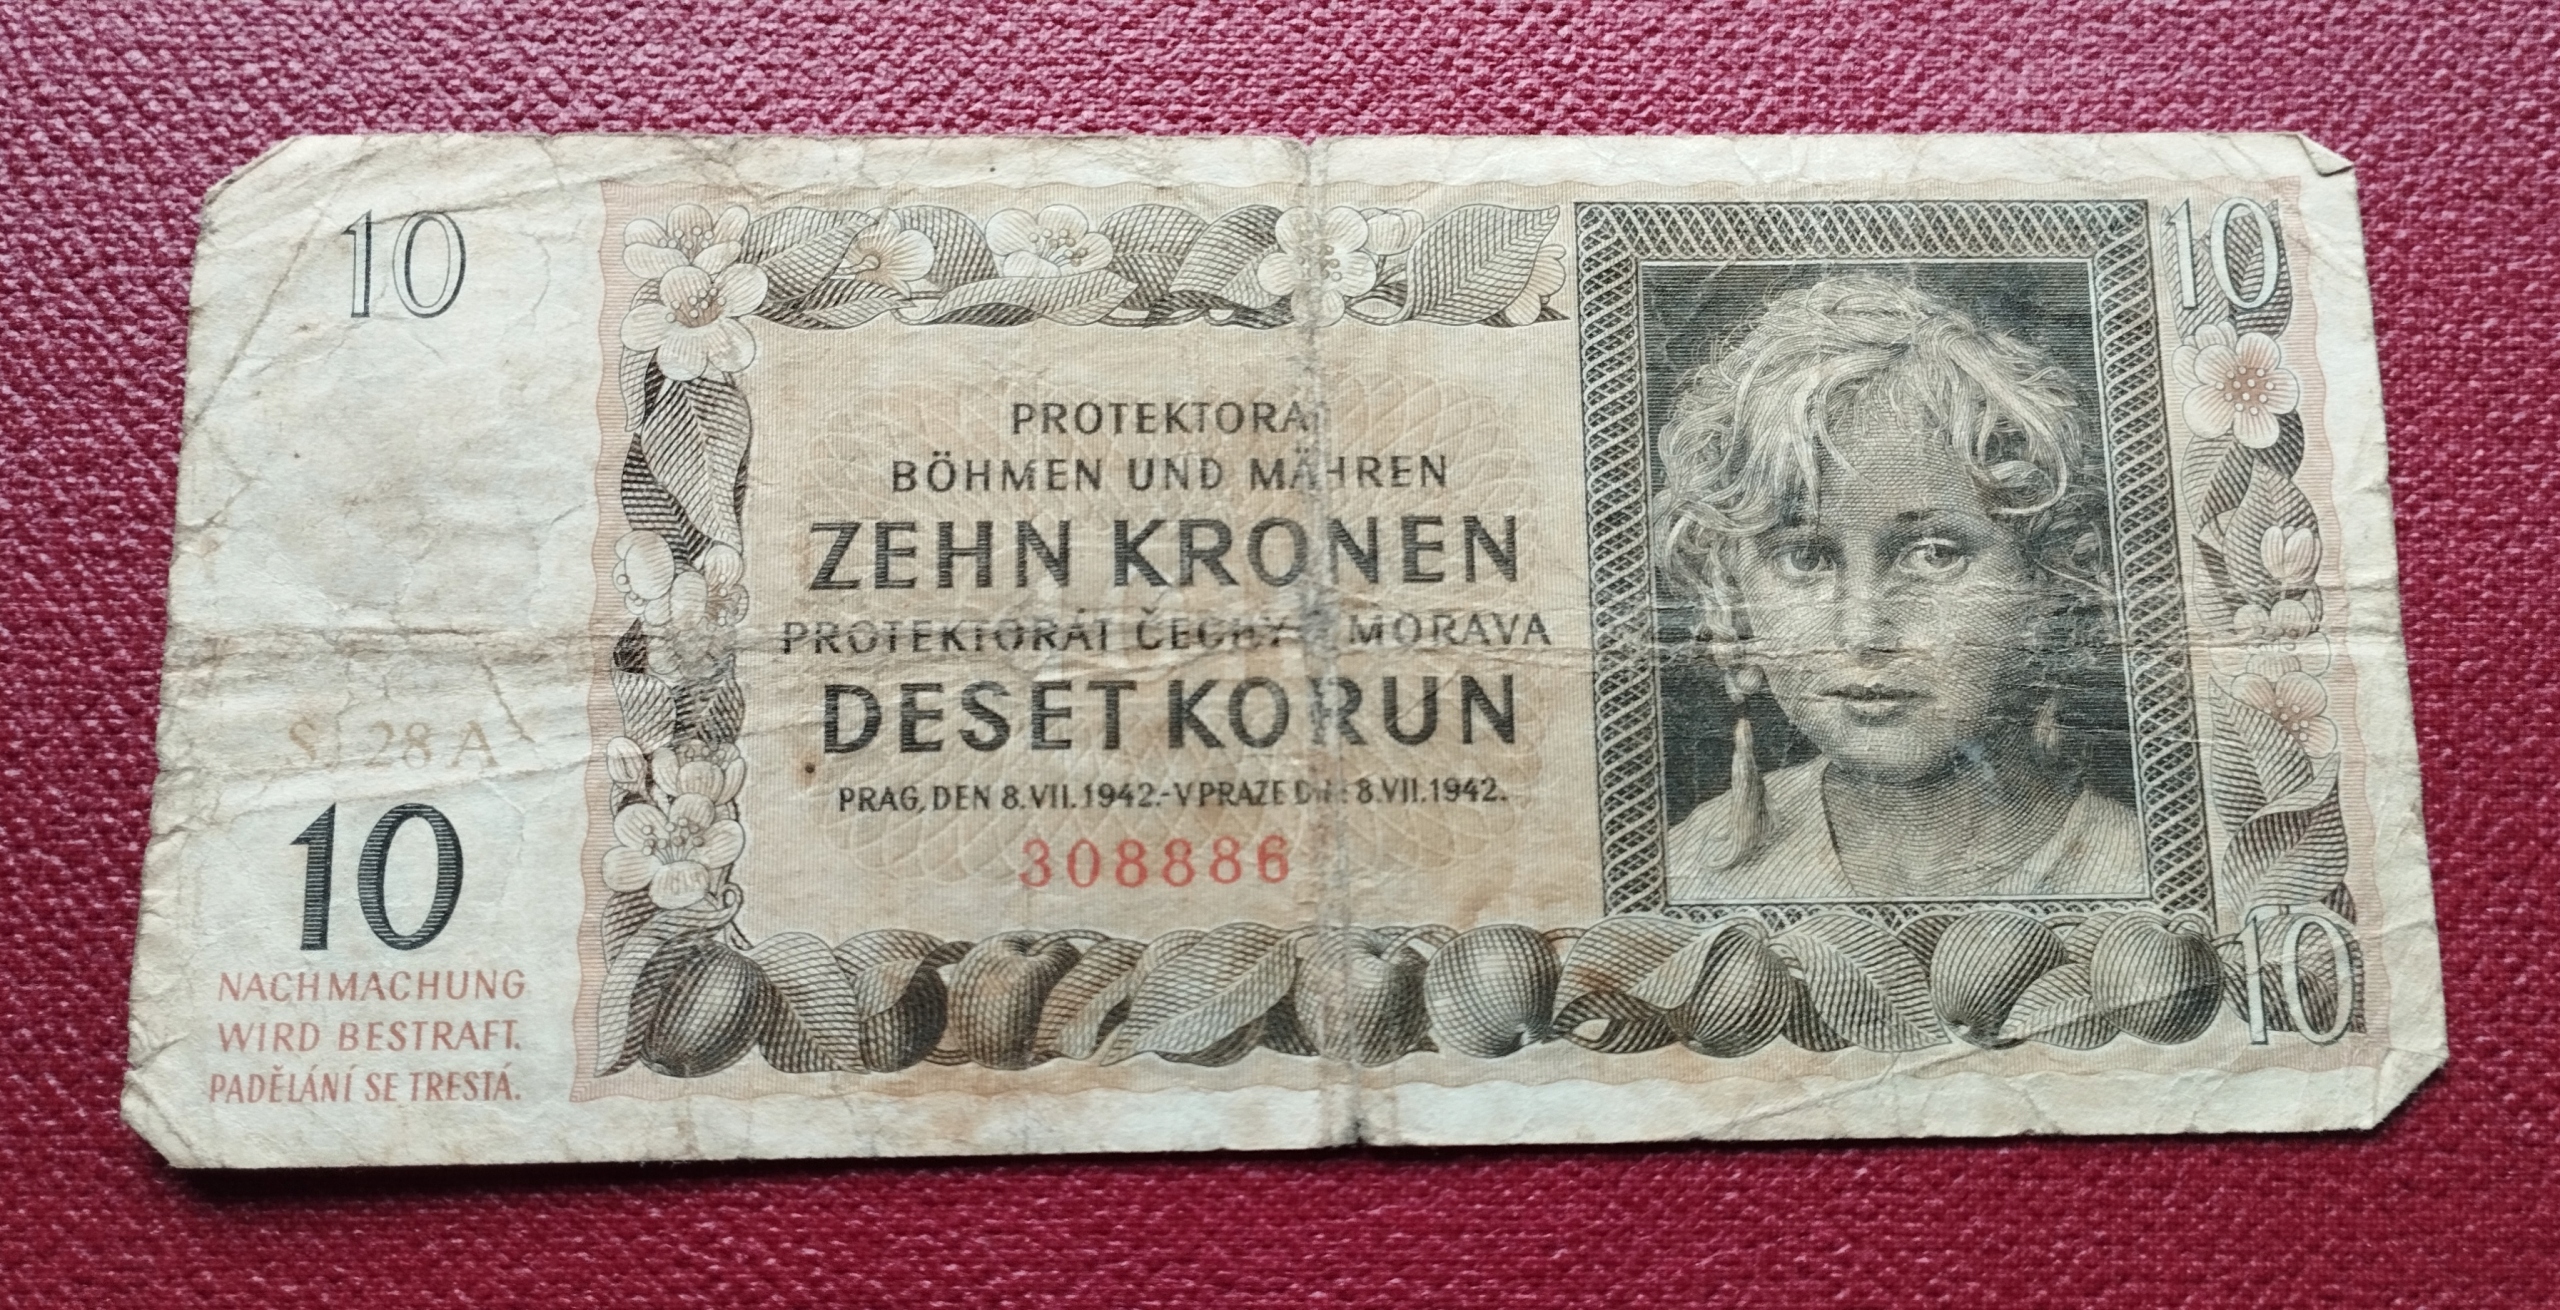 10
10
PROTEKTORAT
BÖHMEN UND MÄHREN
ZEHN KRONEN
PROTEKTORÁT ČECHY A MORAVA
DESET KORUN
S. 28 A
PRAG, DEN 8.VII.1942.-V PRAZE DNE 8.VII.1942.
308886
10
NACHMACHUNG
WIRD BESTRAFT.
PADĚLÁNÍ SE TRESTÁ.
10